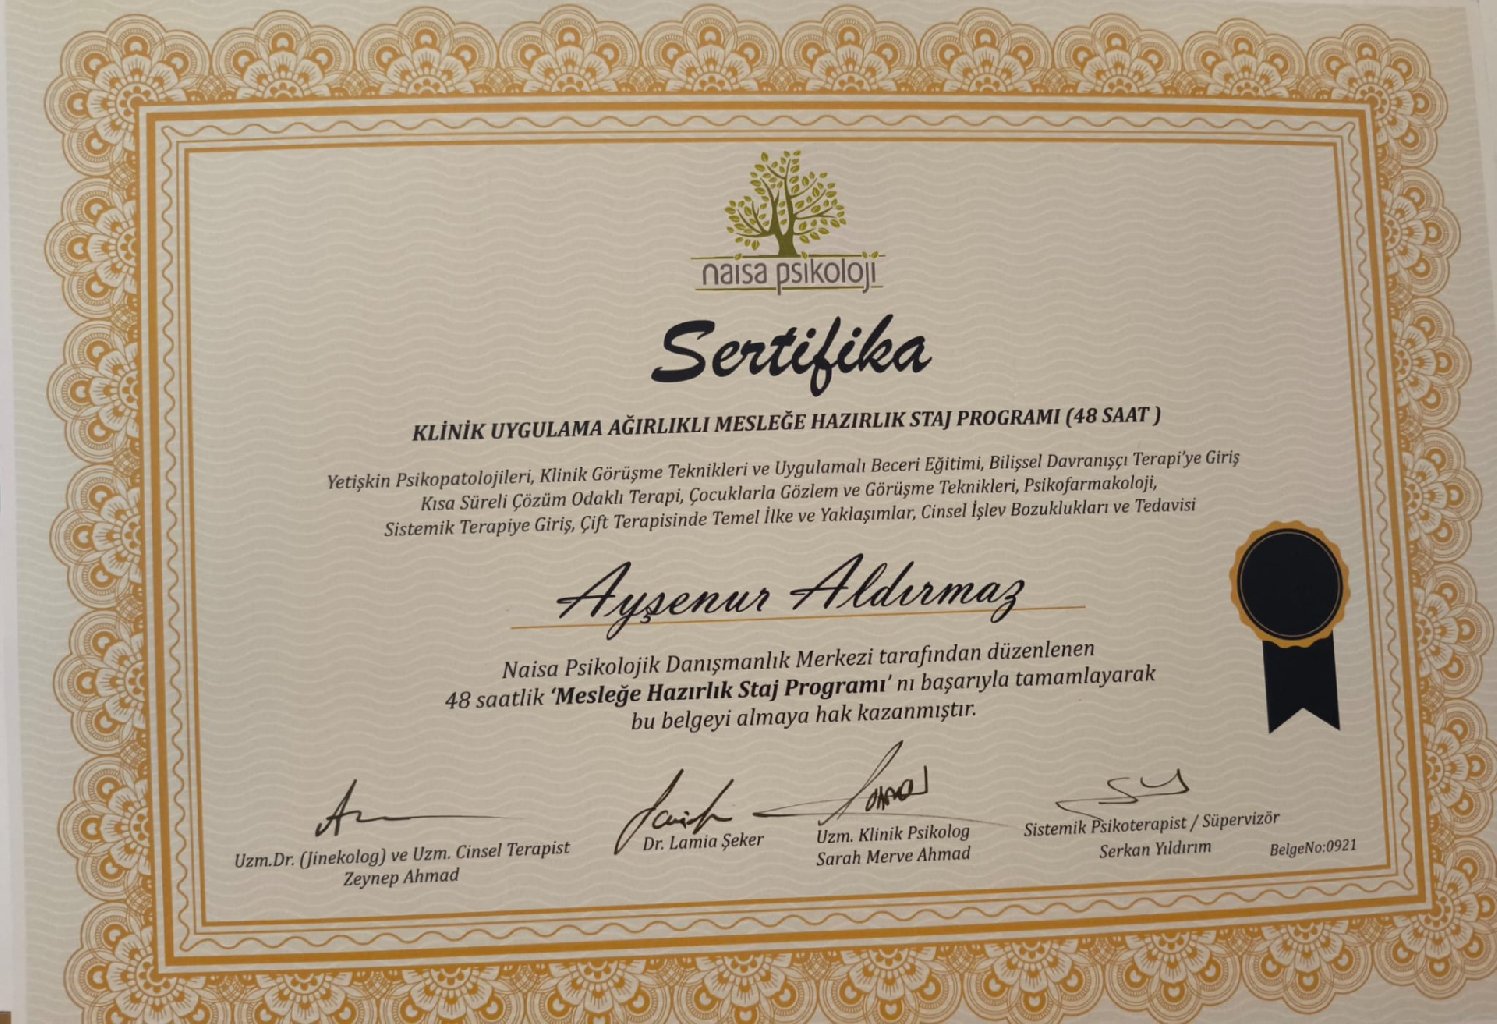 naisa psikoloji
Sertifika
KLİNİK UYGULAMA AĞIRLIKLI MESLEĞE HAZIRLIK STAJ PROGRAMI (48 SAAT )
Yetişkin Psikopatolojileri, Klinik Görüşme Teknikleri ve Uygulamalı Beceri Eğitimi, Bilişsel Davranışçı Terapi'ye Giriş
Kısa Süreli Çözüm Odaklı Terapi, Çocuklarla Gözlem ve Görüşme Teknikleri, Psikofarmakoloji,
Sistemik Terapiye Giriş, Çift Terapisinde Temel İlke ve Yaklaşımlar, Cinsel İşlev Bozuklukları ve Tedavisi
Ayşenur Aldırmaz
Naisa Psikolojik Danışmanlık Merkezi tarafından düzenlenen
48 saatlik 'Mesleğe Hazırlık Staj Programı' nı başarıyla tamamlayarak
bu belgeyi almaya hak kazanmıştır.
Uzm.Dr. (Jinekolog) ve Uzm. Cinsel Terapist
Zeynep Ahmad
Dr. Lamia Şeker
Uzm. Klinik Psikolog
Sarah Merve Ahmad
Sistemik Psikoterapist / Süpervizör
Serkan Yıldırım
BelgeNo:0921